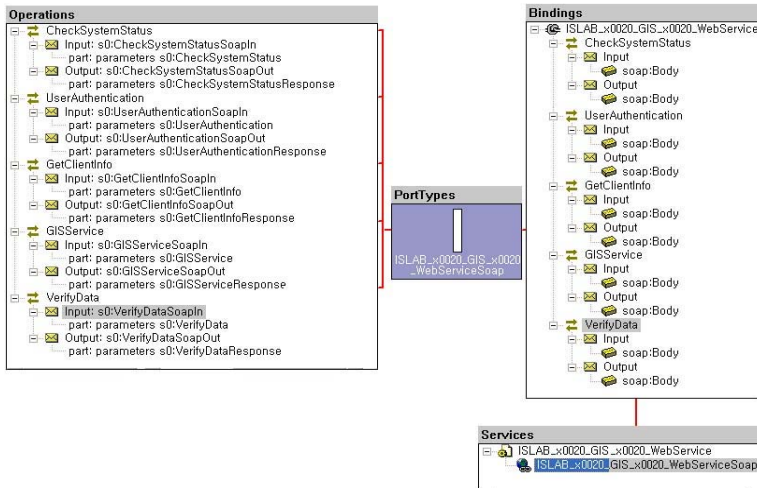 Operations
CheckSystemStatus
Input: s0:CheckSystemStatusSoapIn
part: parameters s0:CheckSystemStatus
Output: s0:CheckSystemStatusSoapOut
part: parameters s0:CheckSystemStatusResponse
UserAuthentication
Input: s0:UserAuthenticationSoapIn
part: parameters s0:UserAuthentication
Output: s0:UserAuthenticationSoapOut
part: parameters s0:UserAuthenticationResponse
GetClientInfo
Input: s0:GetClientInfoSoapIn
part: parameters s0:GetClientInfo
Output: s0:GetClientInfoSoapOut
part: parameters s0:GetClientInfoResponse
GISService
Input: s0:GISServiceSoapIn
part: parameters s0:GISService
Output: s0:GISServiceSoapOut
part: parameters s0:GISServiceResponse
VerifyData
Input: s0:VerifyDataSoapIn
part: parameters s0:VerifyData
Output: s0:VerifyDataSoapOut
part: parameters s0:VerifyDataResponse
PortTypes
ISLAB_x0020_GIS_x0020
_WebServiceSoap
Bindings
ISLAB_x0020_GIS_x0020_WebService
CheckSystemStatus
Input
soap:Body
Output
soap:Body
UserAuthentication
Input
soap:Body
Output
soap:Body
GetClientInfo
Input
soap:Body
Output
soap:Body
GISService
Input
soap:Body
Output
soap:Body
VerifyData
Input
soap:Body
Output
soap:Body
Services
ISLAB_x0020_GIS_x0020_WebService
ISLAB_x0020_GIS_x0020_WebServiceSoap